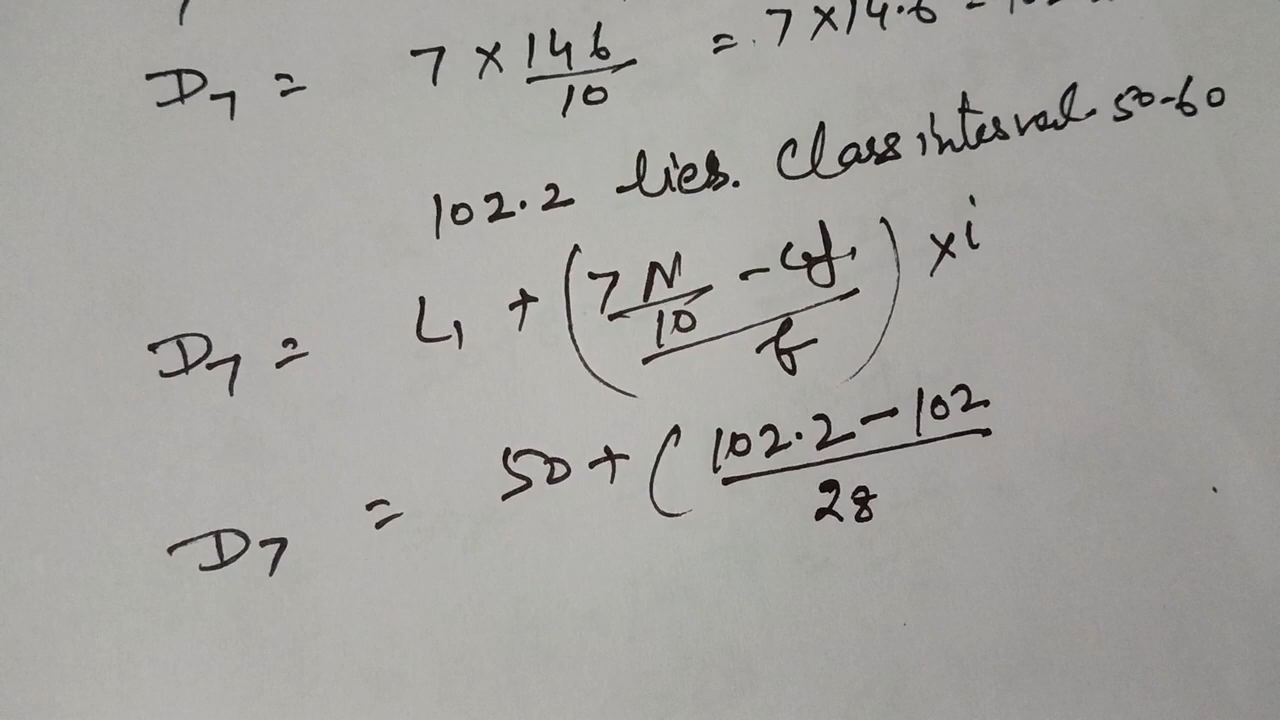 D7 = 7 × 146/10 = 7 × 14.6 -
102.2 lies. Class interval 50-60
D7 = L1 + (7N/10 - cf. / f) × i
D7 = 50 + (102.2 - 102 / 28